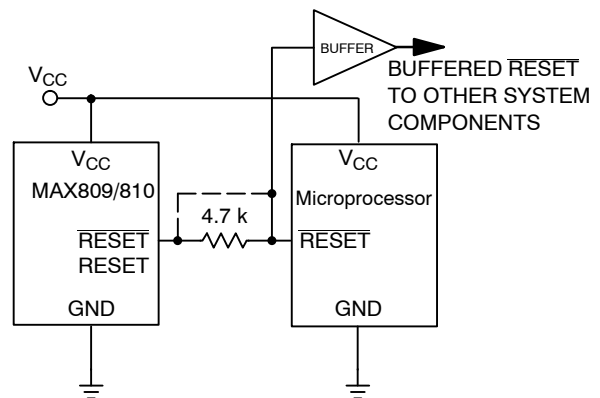 BUFFER
BUFFERED RESET
TO OTHER SYSTEM
COMPONENTS
VCC
VCC
MAX809/810
RESET
RESET
GND
4.7 k
VCC
Microprocessor
RESET
GND